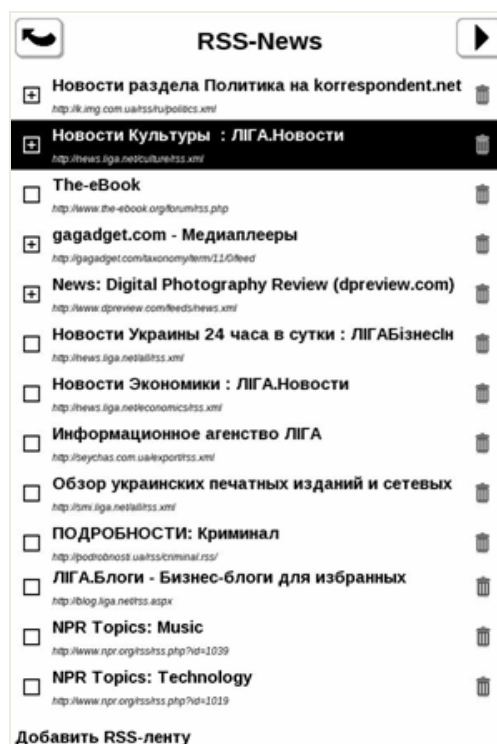 RSS-News
Новости раздела Политика на korrespondent.net
http://k.img.com.ua/rss/ru/politics.xml
Новости Культуры : ЛІГА.Новости
http://news.liga.net/culture/rss.xml
The-eBook
http://www.the-ebook.org/forum/rss.php
gagadget.com - Медиаплееры
http://gagadget.com/taxonomy/term/11/0/feed
News: Digital Photography Review (dpreview.com)
http://www.dpreview.com/feeds/news.xml
Новости Украины 24 часа в сутки : ЛІГАБізнесІн
http://news.liga.net/all/rss.xml
Новости Экономики : ЛІГА.Новости
http://news.liga.net/economics/rss.xml
Информационное агенство ЛІГА
http://seychas.com.ua/export/rss.xml
Обзор украинских печатных изданий и сетевых
http://smi.liga.net/all/rss.xml
ПОДРОБНОСТИ: Криминал
http://podrobnosti.ua/rss/criminal.rss/
ЛІГА.Блоги - Бизнес-блоги для избранных
http://blog.liga.net/rss.aspx
NPR Topics: Music
http://www.npr.org/rss/rss.php?id=1039
NPR Topics: Technology
http://www.npr.org/rss/rss.php?id=1019
Добавить RSS-ленту